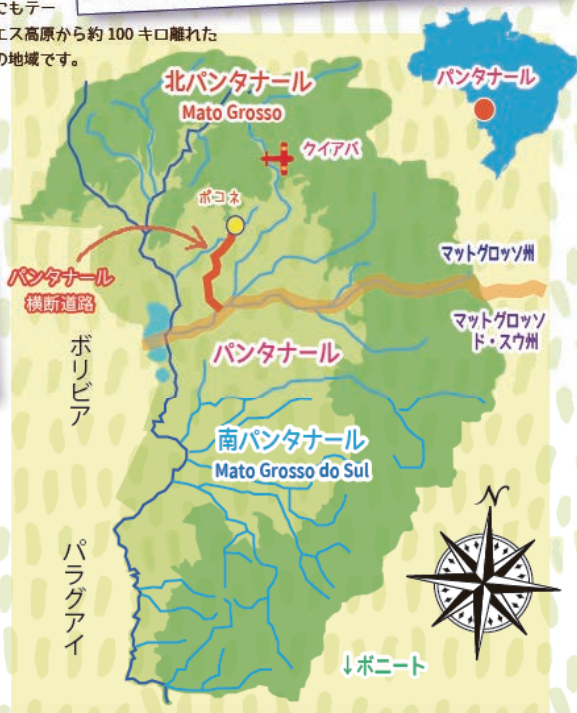 にもテー
エス高原から約 100 キロ離れた
の地域です。
北パンタナール
Mato Grosso
パンタナール
クイアバ
ポコネ
パンタナール
横断道路
マットグロッソ州
マットグロッソ
ド・スウ州
ボリビア
パンタナール
南パンタナール
Mato Grosso do Sul
パラグアイ
N
↓ボニート